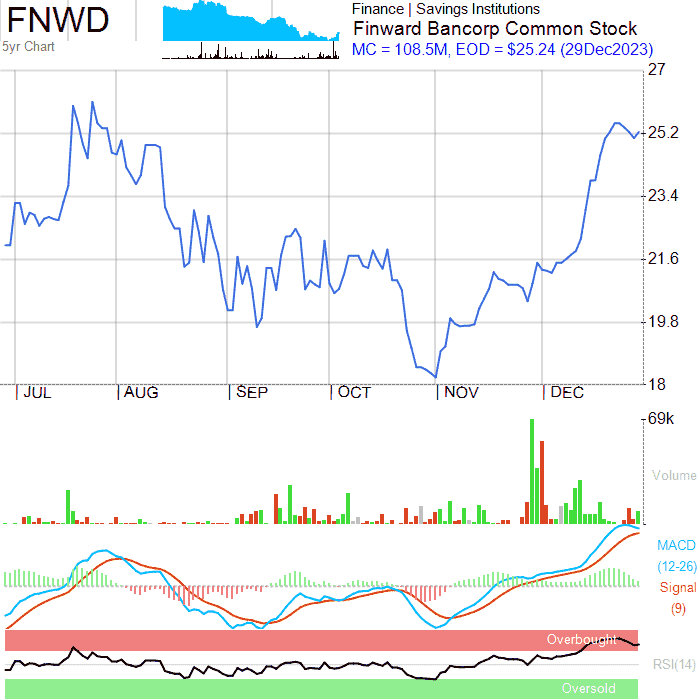 FNWD
5yr Chart
Finance | Savings Institutions
Finward Bancorp Common Stock
MC = 108.5M, EOD = $25.24 (29Dec2023)
27
25.2
23.4
21.6
19.8
18
JUL AUG SEP OCT NOV DEC
69k
Volume
MACD
(12-26)
Signal
(9)
Overbought
RSI(14)
Oversold